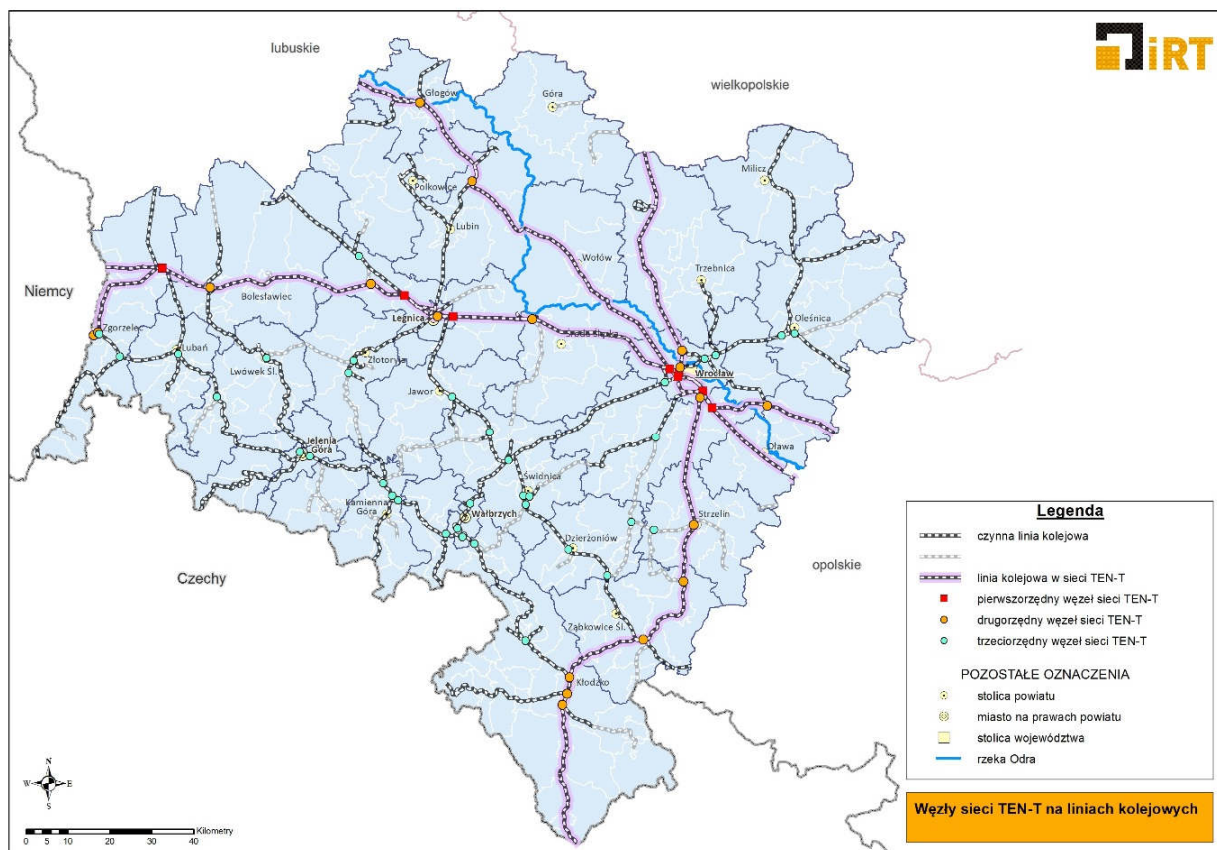 lubuskie
wielkopolskie
iRT
Głogów
Góra
Milicz
Polkowice
Lubin
Wołów
Trzebnica
Niemcy
Bolesławiec
Oleśnica
Legnica
Zgorzelec
Lubań
Środa Śląska
Złotoryja
Wrocław
Lwówek Śl.
Jawor
Jelenia
Góra
Oława
Świdnica
Kamienna
Góra
Wałbrzych
Strzelin
Dzierżoniów
Czechy
opolskie
Ząbkowice Śl.
Kłodzko
Legenda
czynna linia kolejowa
linia kolejowa w sieci TEN-T
pierwszorzędny węzeł sieci TEN-T
drugorzędny węzeł sieci TEN-T
trzeciorzędny węzeł sieci TEN-T
POZOSTAŁE OZNACZENIA
stolica powiatu
miasto na prawach powiatu
stolica województwa
rzeka Odra
Węzły sieci TEN-T na liniach kolejowych
N
W E
S
Kilometry
0 5 10 20 30 40